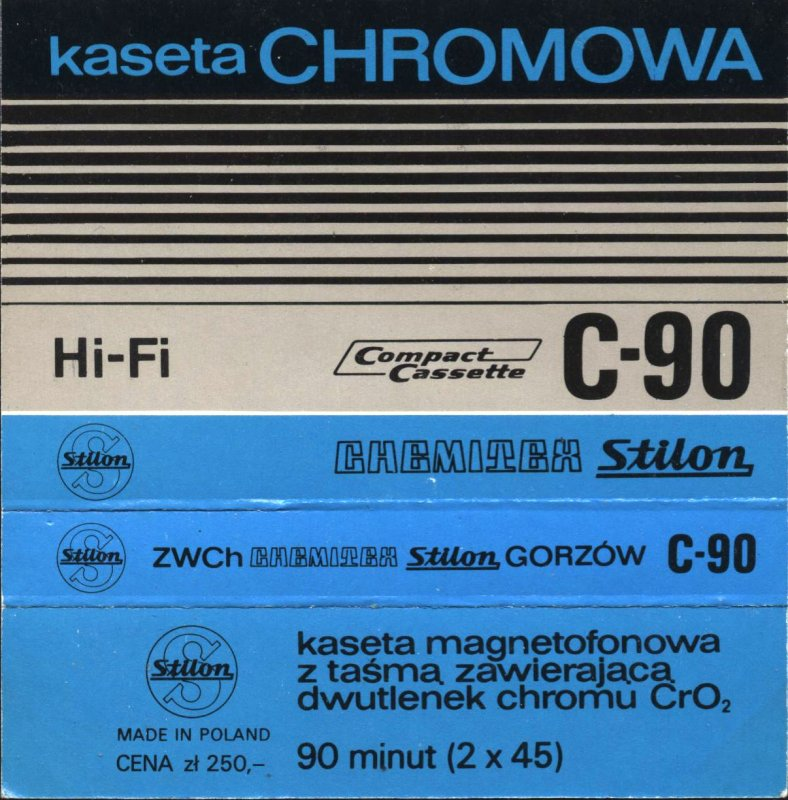 kaseta CHROMOWA
Hi-Fi
Compact
Cassette
C-90
Stilon
CHEMITEX Stilon
Stilon
ZWCh CHEMITEX Stilon GORZÓW C-90
Stilon
kaseta magnetofonowa
z taśmą zawierającą
dwutlenek chromu CrO₂
MADE IN POLAND
CENA zł 250,–
90 minut (2 x 45)